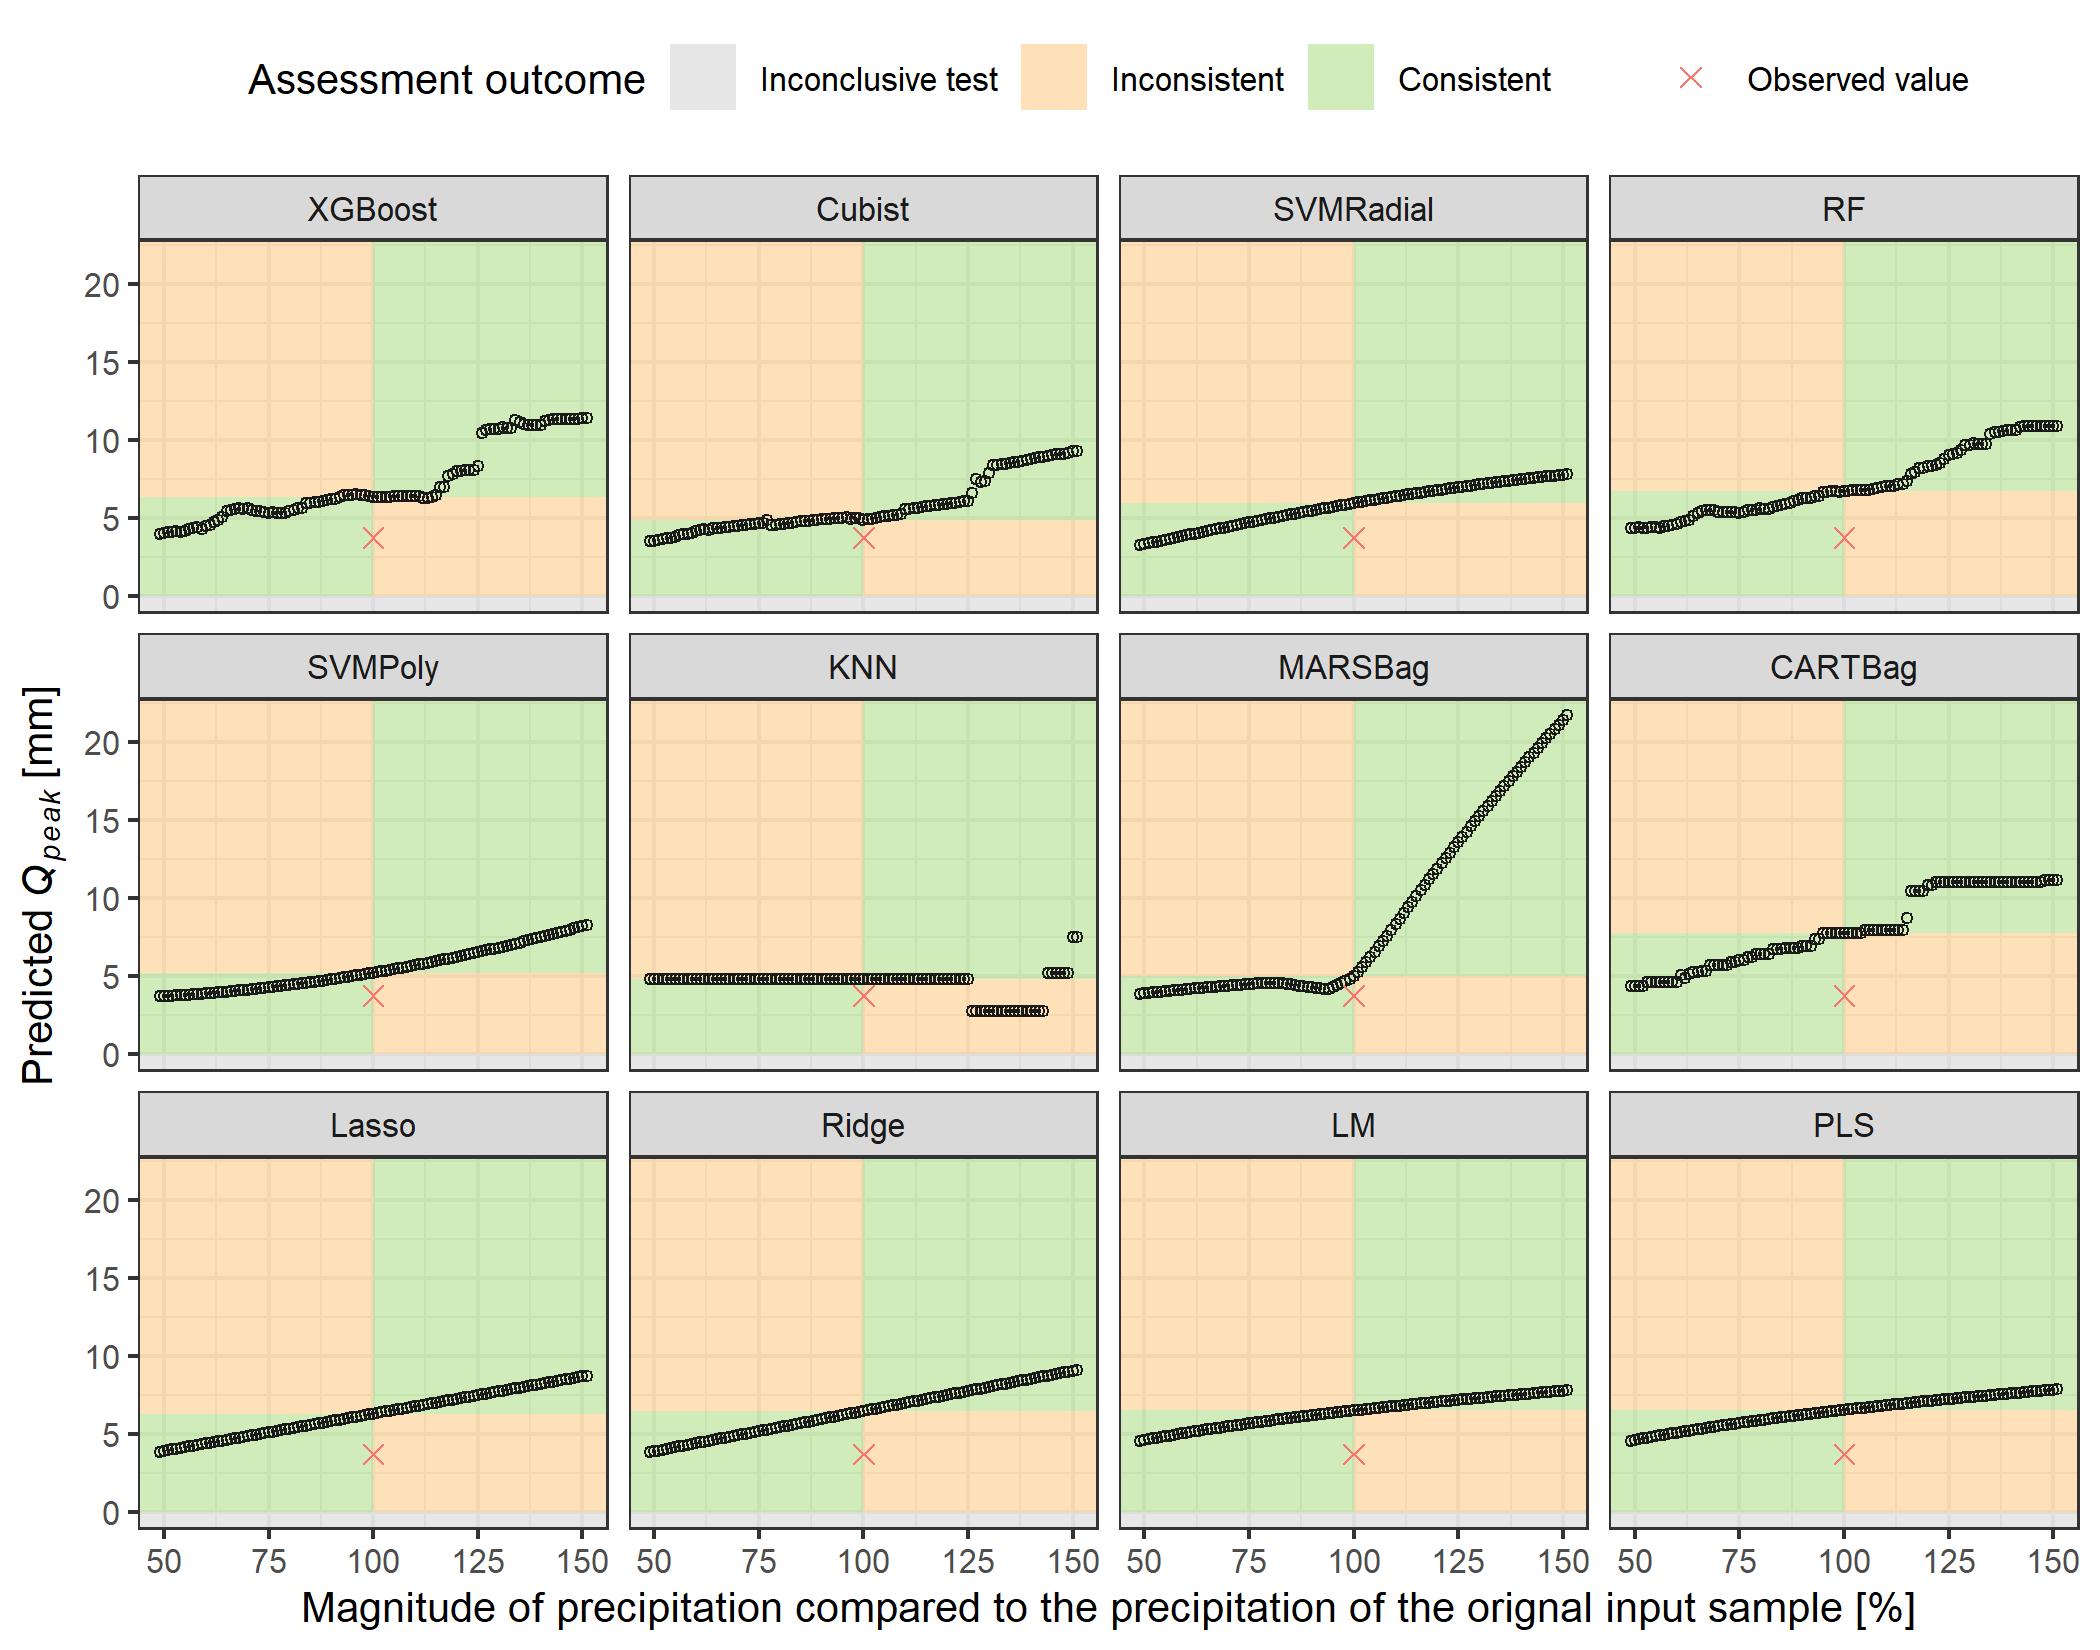 Assessment outcome Inconclusive test Inconsistent Consistent Observed value
XGBoost Cubist SVMRadial RF
20
15
10
5
0
SVMPoly KNN MARSBag CARTBag
20
15
10
5
0
Predicted Qpeak [mm]
Lasso Ridge LM PLS
20
15
10
5
0
50 75 100 125 150 50 75 100 125 150 50 75 100 125 150 50 75 100 125 150
Magnitude of precipitation compared to the precipitation of the orignal input sample [%]